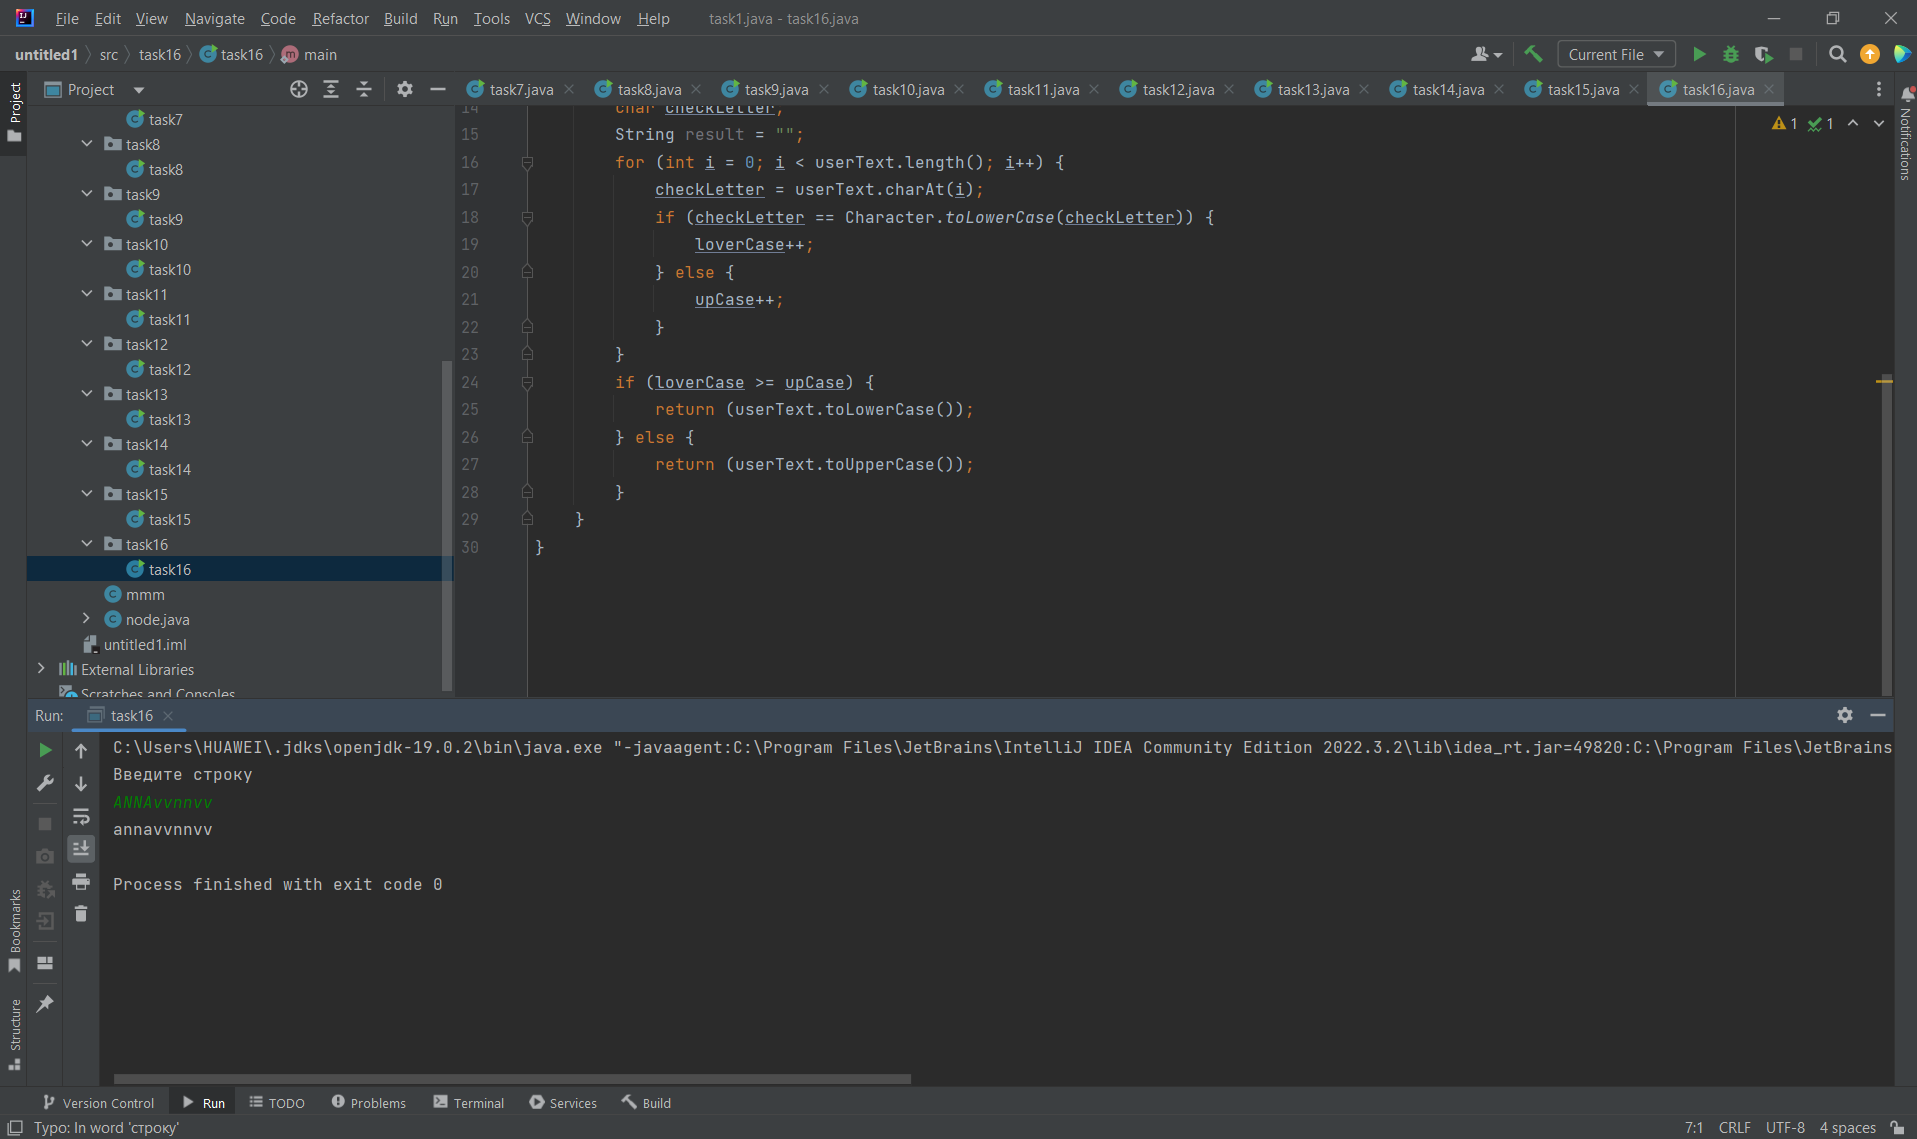 File Edit View Navigate Code Refactor Build Run Tools VCS Window Help task1.java - task16.java
untitled1 src task16 task16 main Current File
Project Project task7.java task8.java task9.java task10.java task11.java task12.java task13.java task14.java task15.java task16.java
Notifications
task7
task8
task8
task9
task9
task10
task10
task11
task11
task12
task12
task13
task13
task14
task14
task15
task15
task16
task16
mmm
node.java
untitled1.iml
External Libraries
Scratches and Consoles
1 1
14 char checkLetter;
15 String result = "";
16 for (int i = 0; i < userText.length(); i++) {
17 checkLetter = userText.charAt(i);
18 if (checkLetter == Character.toLowerCase(checkLetter)) {
19 loverCase++;
20 } else {
21 upCase++;
22 }
23 }
24 if (loverCase >= upCase) {
25 return (userText.toLowerCase());
26 } else {
27 return (userText.toUpperCase());
28 }
29 }
30 }
Run: task16
C:\Users\HUAWEI\.jdks\openjdk-19.0.2\bin\java.exe "-javaagent:C:\Program Files\JetBrains\IntelliJ IDEA Community Edition 2022.3.2\lib\idea_rt.jar=49820:C:\Program Files\JetBrains
Введите строку
ANNAvvnnvv
annavvnnvv
Process finished with exit code 0
Bookmarks
Structure
Version Control Run TODO Problems Terminal Services Build
Typo: In word 'строку' 7:1 CRLF UTF-8 4 spaces